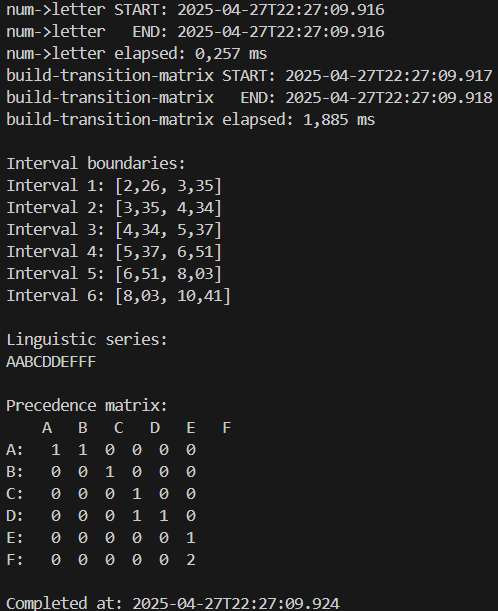 num->letter START: 2025-04-27T22:27:09.916
num->letter   END: 2025-04-27T22:27:09.916
num->letter elapsed: 0,257 ms
build-transition-matrix START: 2025-04-27T22:27:09.917
build-transition-matrix   END: 2025-04-27T22:27:09.918
build-transition-matrix elapsed: 1,885 ms

Interval boundaries:
Interval 1: [2,26, 3,35]
Interval 2: [3,35, 4,34]
Interval 3: [4,34, 5,37]
Interval 4: [5,37, 6,51]
Interval 5: [6,51, 8,03]
Interval 6: [8,03, 10,41]

Linguistic series:
AABCDDEFFF

Precedence matrix:
    A   B   C   D   E   F
A:   1  1  0  0  0  0
B:   0  0  1  0  0  0
C:   0  0  0  1  0  0
D:   0  0  0  1  1  0
E:   0  0  0  0  0  1
F:   0  0  0  0  0  2

Completed at: 2025-04-27T22:27:09.924